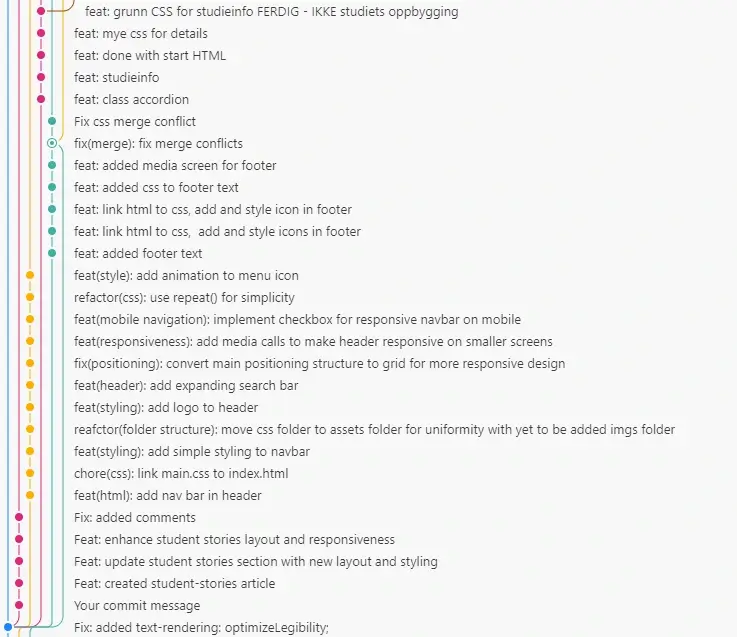 feat: grunn CSS for studieinfo FERDIG - IKKE studiets oppbygging
feat: mye css for details
feat: done with start HTML
feat: studieinfo
feat: class accordion
Fix css merge conflict
fix(merge): fix merge conflicts
feat: added media screen for footer
feat: added css to footer text
feat: link html to css, add and style icon in footer
feat: link html to css,  add and style icons in footer
feat: added footer text
feat(style): add animation to menu icon
refactor(css): use repeat() for simplicity
feat(mobile navigation): implement checkbox for responsive navbar on mobile
feat(responsiveness): add media calls to make header responsive on smaller screens
fix(positioning): convert main positioning structure to grid for more responsive design
feat(header): add expanding search bar
feat(styling): add logo to header
reafctor(folder structure): move css folder to assets folder for uniformity with yet to be added imgs folder
feat(styling): add simple styling to navbar
chore(css): link main.css to index.html
feat(html): add nav bar in header
Fix: added comments
Feat: enhance student stories layout and responsiveness
Feat: update student stories section with new layout and styling
Feat: created student-stories article
Your commit message
Fix: added text-rendering: optimizeLegibility;